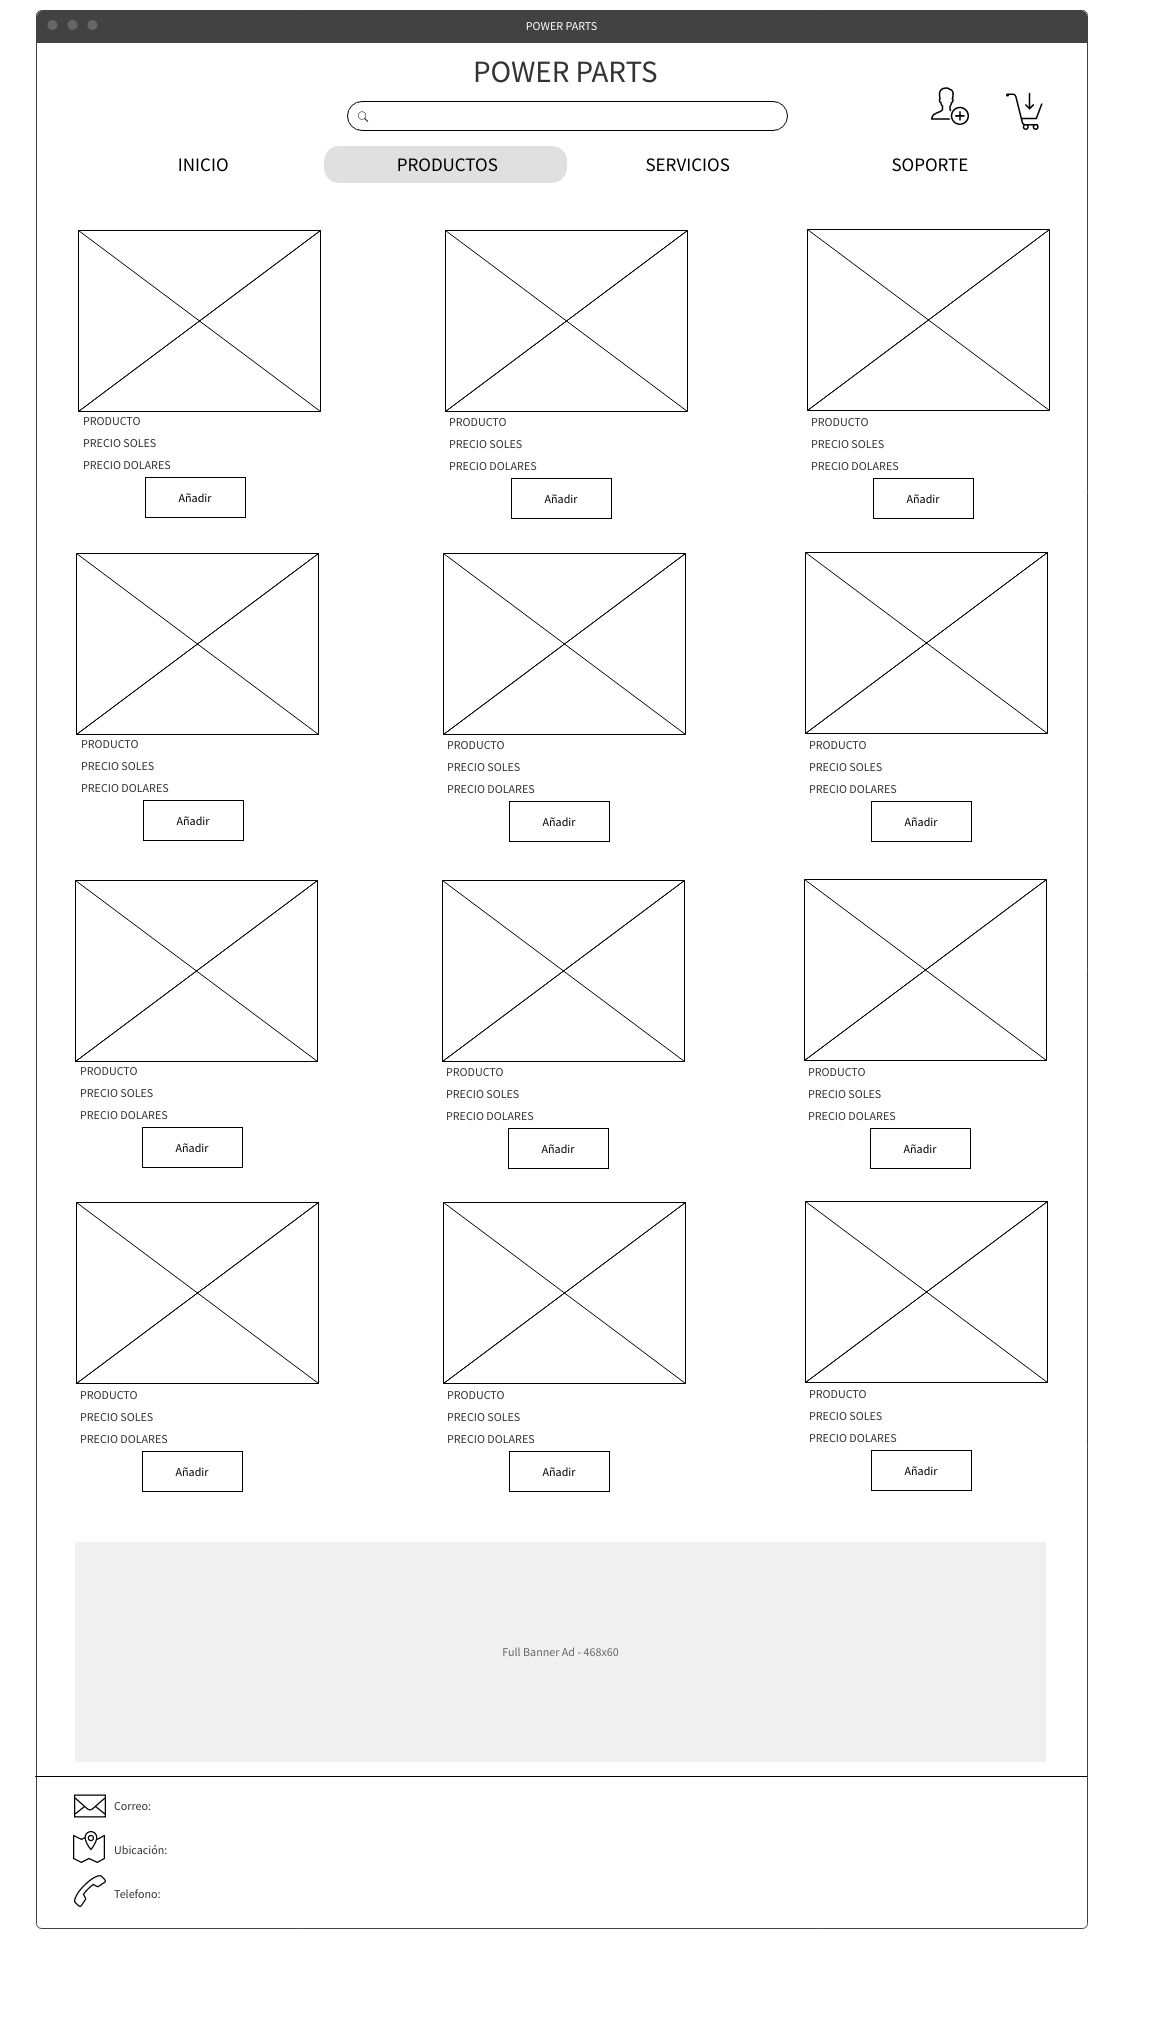 POWER PARTS
POWER PARTS
INICIO PRODUCTOS SERVICIOS SOPORTE
PRODUCTO PRODUCTO PRODUCTO
PRECIO SOLES PRECIO SOLES PRECIO SOLES
PRECIO DOLARES PRECIO DOLARES PRECIO DOLARES
Añadir Añadir Añadir
PRODUCTO PRODUCTO PRODUCTO
PRECIO SOLES PRECIO SOLES PRECIO SOLES
PRECIO DOLARES PRECIO DOLARES PRECIO DOLARES
Añadir Añadir Añadir
PRODUCTO PRODUCTO PRODUCTO
PRECIO SOLES PRECIO SOLES PRECIO SOLES
PRECIO DOLARES PRECIO DOLARES PRECIO DOLARES
Añadir Añadir Añadir
PRODUCTO PRODUCTO PRODUCTO
PRECIO SOLES PRECIO SOLES PRECIO SOLES
PRECIO DOLARES PRECIO DOLARES PRECIO DOLARES
Añadir Añadir Añadir
Full Banner Ad - 468x60
Correo:
Ubicación:
Telefono: